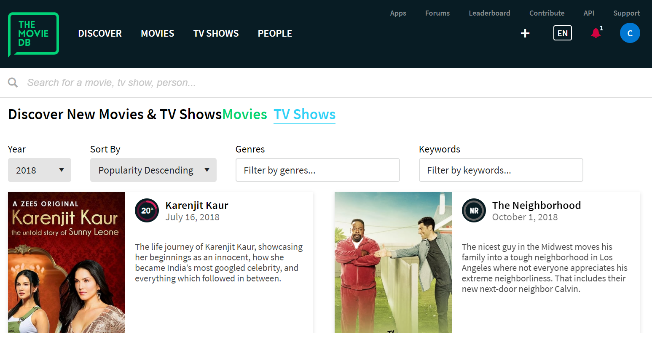 Apps Forums Leaderboard Contribute API Support
THE
MOVIE
DB
DISCOVER MOVIES TV SHOWS PEOPLE
+ EN 1 C
Search for a movie, tv show, person...
Discover New Movies & TV Shows Movies TV Shows
Year Sort By Genres Keywords
2018 Popularity Descending Filter by genres... Filter by keywords...
A ZEE5 ORIGINAL
Karenjit Kaur
the untold story of Sunny Leone
20%
Karenjit Kaur
July 16, 2018
The life journey of Karenjit Kaur, showcasing
her beginnings as an innocent, how she
became India's most googled celebrity, and
everything which followed in between.
NR
The Neighborhood
October 1, 2018
The nicest guy in the Midwest moves his
family into a tough neighborhood in Los
Angeles where not everyone appreciates his
extreme neighborliness. That includes their
new next-door neighbor Calvin.